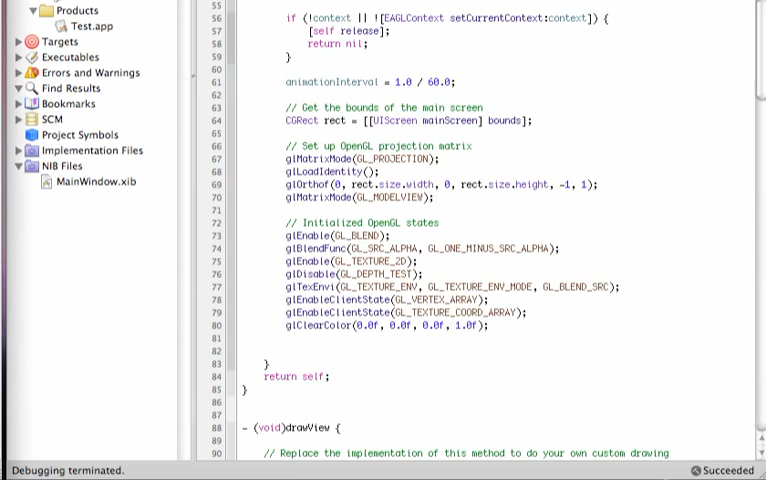 Products
Test.app
Targets
Executables
Errors and Warnings
Find Results
Bookmarks
SCM
Project Symbols
Implementation Files
NIB Files
MainWindow.xib
55
56 if (!context || ![EAGLContext setCurrentContext:context]) {
57 [self release];
58 return nil;
59 }
60
61 animationInterval = 1.0 / 60.0;
62
63 // Get the bounds of the main screen
64 CGRect rect = [[UIScreen mainScreen] bounds];
65
66 // Set up OpenGL projection matrix
67 glMatrixMode(GL_PROJECTION);
68 glLoadIdentity();
69 glOrthof(0, rect.size.width, 0, rect.size.height, -1, 1);
70 glMatrixMode(GL_MODELVIEW);
71
72 // Initialized OpenGL states
73 glEnable(GL_BLEND);
74 glBlendFunc(GL_SRC_ALPHA, GL_ONE_MINUS_SRC_ALPHA);
75 glEnable(GL_TEXTURE_2D);
76 glDisable(GL_DEPTH_TEST);
77 glTexEnvi(GL_TEXTURE_ENV, GL_TEXTURE_ENV_MODE, GL_BLEND_SRC);
78 glEnableClientState(GL_VERTEX_ARRAY);
79 glEnableClientState(GL_TEXTURE_COORD_ARRAY);
80 glClearColor(0.0f, 0.0f, 0.0f, 1.0f);
81
82
83 }
84 return self;
85 }
86
87
88 - (void)drawView {
89
90 // Replace the implementation of this method to do your own custom drawing
Debugging terminated.
Succeeded